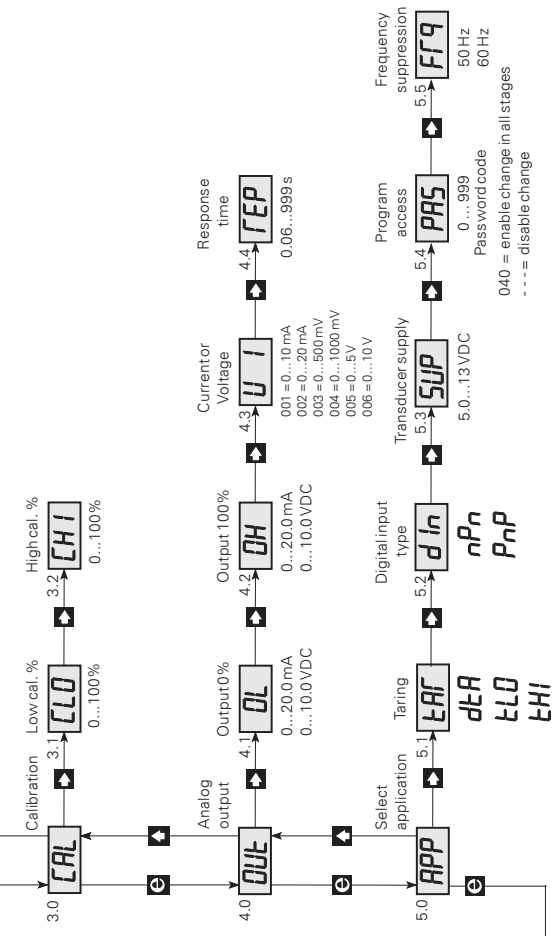 3.0
CAL
Calibration
3.1
CLO
Low cal. %
0...100%
3.2
CHI
High cal. %
0...100%
e
4.0
OUt
Analog
output
4.1
OL
Output 0%
0...20.0 mA
0...10.0 VDC
4.2
OH
Output 100%
0...20.0 mA
0...10.0 VDC
4.3
U I
Current or
Voltage
001 = 0...10 mA
002 = 0...20 mA
003 = 0...500 mV
004 = 0...1000 mV
005 = 0...5 V
006 = 0...10 V
4.4
rEP
Response
time
0.06...999 s
e
5.0
APP
Select
application
5.1
tAr
Taring
dtA
tLO
tHI
5.2
d In
Digital input
type
nPn
PnP
5.3
SUP
Transducer supply
5.0...13 VDC
5.4
PAS
Program
access
0 ... 999
Password code
040 = enable change in all stages
- - - = disable change
5.5
Frq
Frequency
suppression
50 Hz
60 Hz
e